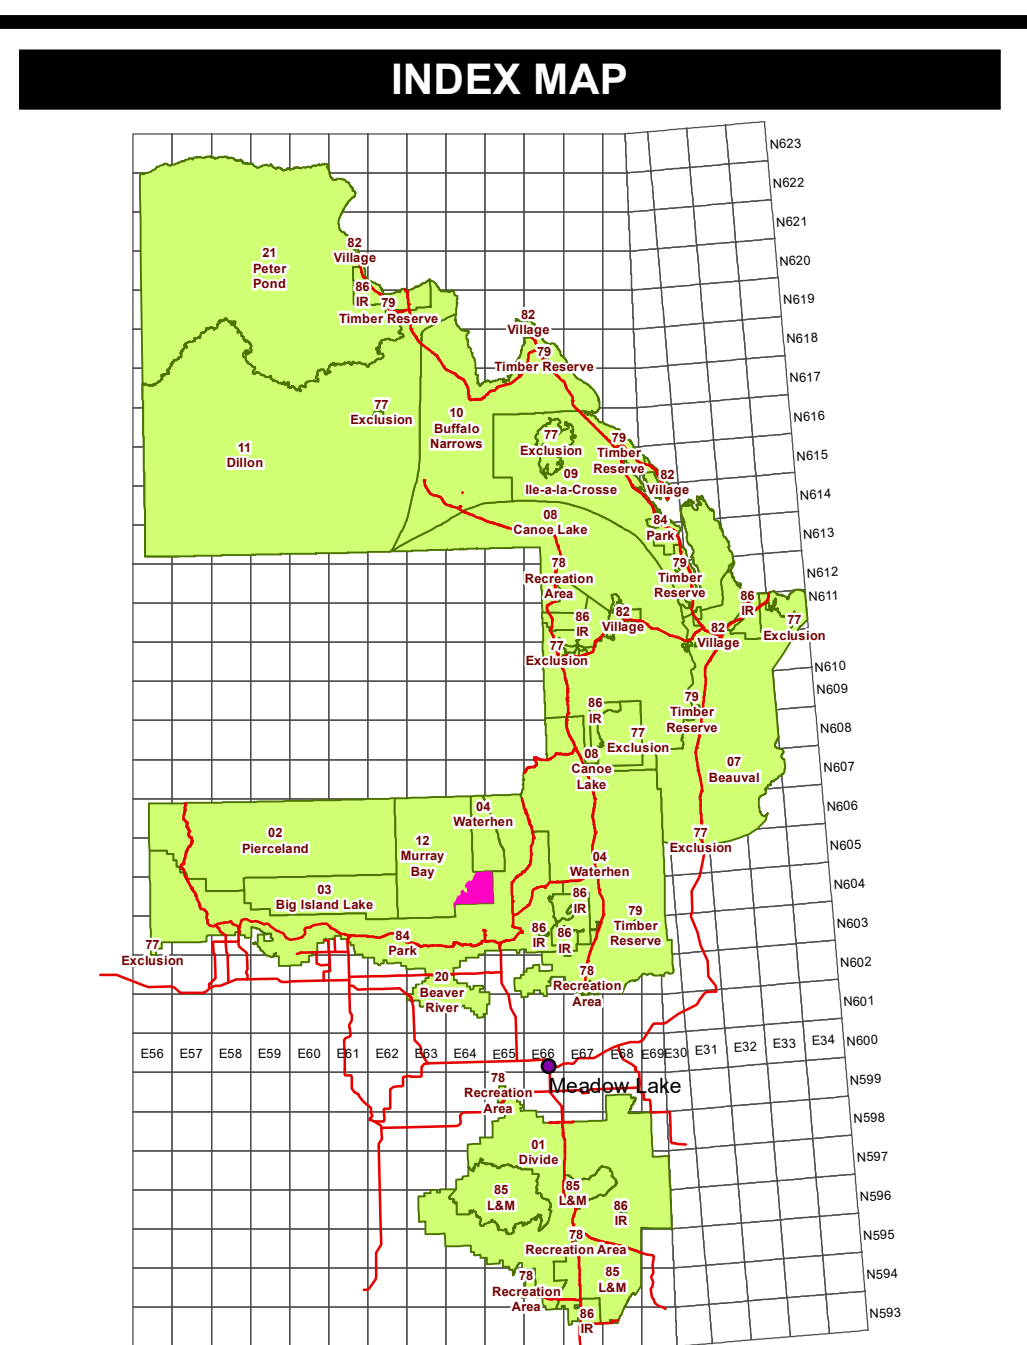 INDEX MAP
N623
N622
N621
N620
N619
N618
N617
N616
N615
N614
N613
N612
N611
N610
N609
N608
N607
N606
N605
N604
N603
N602
N601
N600
N599
N598
N597
N596
N595
N594
N593
21
Peter
Pond
82
Village
86
IR
79
Timber Reserve
82
Village
79
Timber Reserve
77
Exclusion
10
Buffalo
Narrows
11
Dillon
77
Exclusion
79
Timber
Reserve
09
Ile-a-la-Crosse
82
Village
08
Canoe Lake
84
Park
78
Recreation
Area
79
Timber
Reserve
86
IR
82
Village
86
IR
77
Exclusion
82
Village
77
Exclusion
86
IR
79
Timber
Reserve
77
Exclusion
08
Canoe
Lake
07
Beauval
04
Waterhen
02
Pierceland
12
Murray
Bay
77
Exclusion
04
Waterhen
03
Big Island Lake
86
IR
79
Timber
Reserve
86
IR
86
IR
84
Park
77
Exclusion
78
Recreation
Area
20
Beaver
River
E56 E57 E58 E59 E60 E61 E62 E63 E64 E65 E66 E67 E68 E69 E30 E31 E32 E33 E34
Meadow Lake
78
Recreation
Area
01
Divide
85
L&M
85
L&M
86
IR
78
Recreation Area
78
Recreation
Area
85
L&M
86
IR